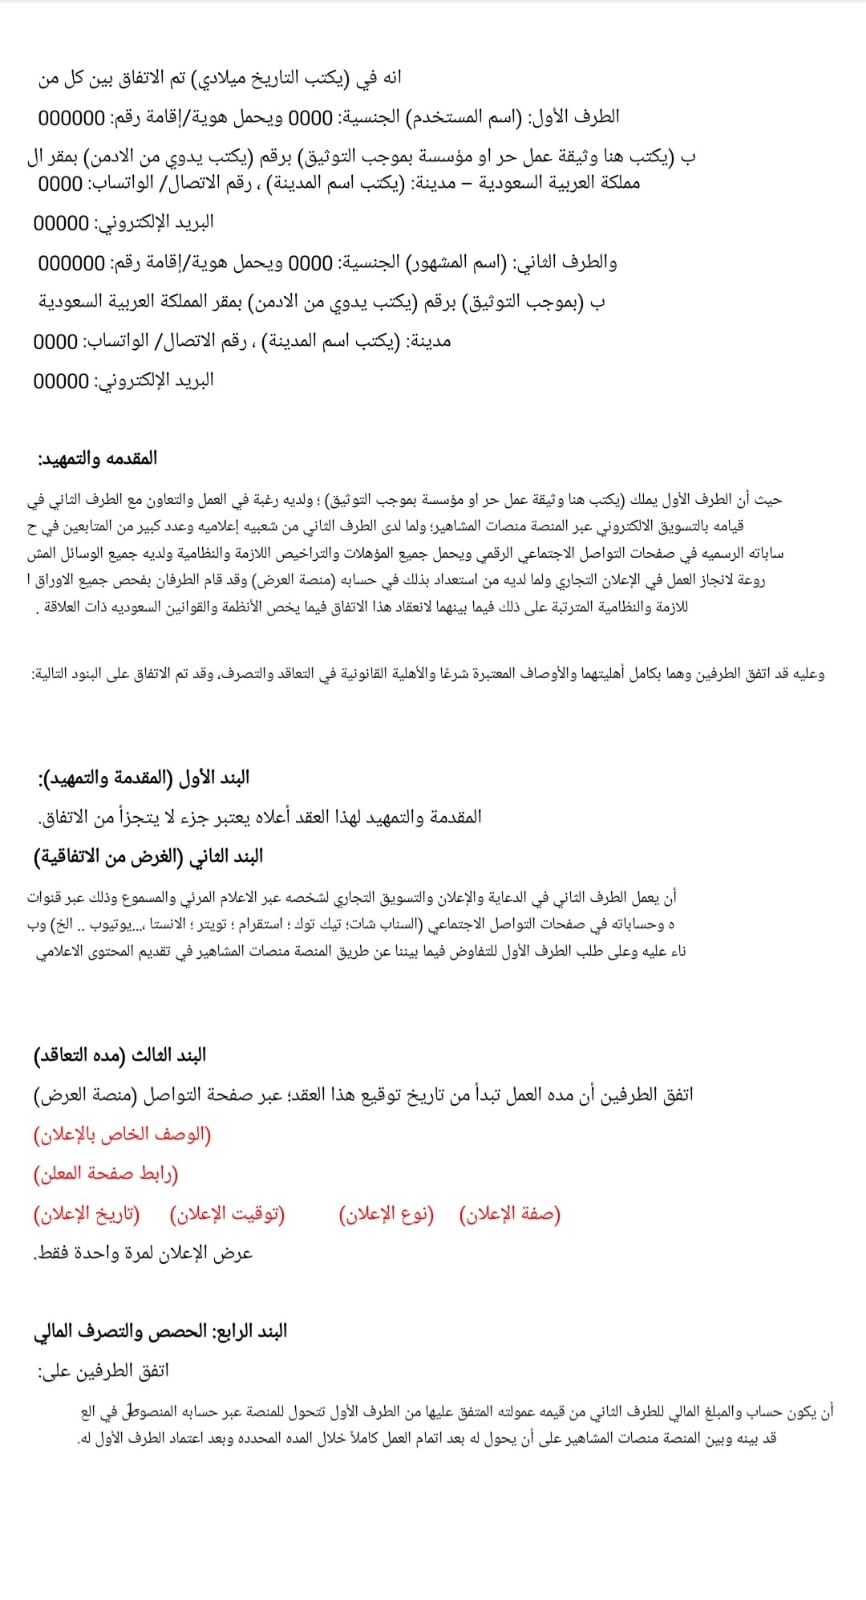 انه في (يكتب التاريخ ميلادي) تم الاتفاق بين كل من
الطرف الأول: (اسم المستخدم) الجنسية: 0000 ويحمل هوية/إقامة رقم: 000000
ب (يكتب هنا وثيقة عمل حر او مؤسسة بموجب التوثيق) برقم (يكتب يدوي من الادمن) بمقر ال
مملكة العربية السعودية – مدينة: (يكتب اسم المدينة) ، رقم الاتصال/ الواتساب: 0000
البريد الإلكتروني: 00000
والطرف الثاني: (اسم المشهور) الجنسية: 0000 ويحمل هوية/إقامة رقم: 000000
ب (بموجب التوثيق) برقم (يكتب يدوي من الادمن) بمقر المملكة العربية السعودية
مدينة: (يكتب اسم المدينة) ، رقم الاتصال/ الواتساب: 0000
البريد الإلكتروني: 00000
المقدمه والتمهيد:
حيث أن الطرف الأول يملك (يكتب هنا وثيقة عمل حر او مؤسسة بموجب التوثيق) ؛ ولديه رغبة في العمل والتعاون مع الطرف الثاني في
قيامه بالتسويق الالكتروني عبر المنصة منصات المشاهير؛ ولما لدى الطرف الثاني من شعبيه إعلاميه وعدد كبير من المتابعين في ح
ساباته الرسميه في صفحات التواصل الاجتماعي الرقمي ويحمل جميع المؤهلات والتراخيص اللازمة والنظامية ولديه جميع الوسائل المش
روعة لانجاز العمل في الإعلان التجاري ولما لديه من استعداد بذلك في حسابه (منصة العرض) وقد قام الطرفان بفحص جميع الاوراق ا
للازمة والنظامية المترتبة على ذلك فيما بينهما لانعقاد هذا الاتفاق فيما يخص الأنظمة والقوانين السعوديه ذات العلاقة .
وعليه قد اتفق الطرفين وهما بكامل أهليتهما والأوصاف المعتبرة شرعًا والأهلية القانونية في التعاقد والتصرف، وقد تم الاتفاق على البنود التالية:
البند الأول (المقدمة والتمهيد):
المقدمة والتمهيد لهذا العقد أعلاه يعتبر جزء لا يتجزأ من الاتفاق.
البند الثاني (الغرض من الاتفاقية)
أن يعمل الطرف الثاني في الدعاية والإعلان والتسويق التجاري لشخصه عبر الاعلام المرئي والمسموع وذلك عبر قنوات
ه وحساباته في صفحات التواصل الاجتماعي (السناب شات؛ تيك توك ؛ استقرام ؛ تويتر ؛ الانستا ،...يوتيوب .. الخ) وب
ناء عليه وعلى طلب الطرف الأول للتفاوض فيما بيننا عن طريق المنصة منصات المشاهير في تقديم المحتوى الاعلامي
البند الثالث (مده التعاقد)
اتفق الطرفين أن مده العمل تبدأ من تاريخ توقيع هذا العقد؛ عبر صفحة التواصل (منصة العرض)
(الوصف الخاص بالإعلان)
(رابط صفحة المعلن)
(صفة الإعلان) (نوع الإعلان) (توقيت الإعلان) (تاريخ الإعلان)
عرض الإعلان لمرة واحدة فقط.
البند الرابع: الحصص والتصرف المالي
اتفق الطرفين على:
أن يكون حساب والمبلغ المالي للطرف الثاني من قيمه عمولته المتفق عليها من الطرف الأول تتحول للمنصة عبر حسابه المنصوص 1 في الع
قد بينه وبين المنصة منصات المشاهير على أن يحول له بعد اتمام العمل كاملاً خلال المده المحدده وبعد اعتماد الطرف الأول له.